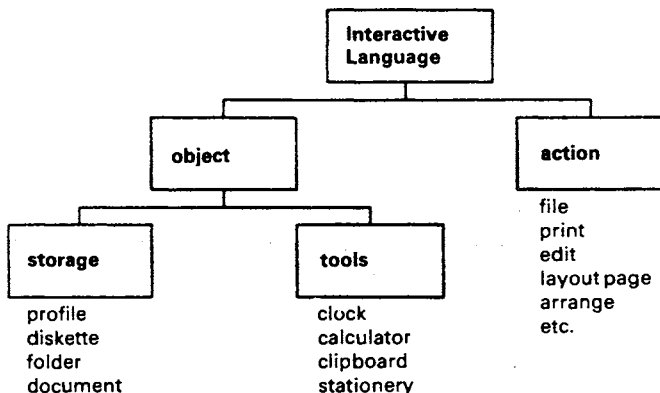 Interactive
Language
object
action
file
print
edit
layout page
arrange
etc.
storage
tools
profile
diskette
folder
document
clock
calculator
clipboard
stationery